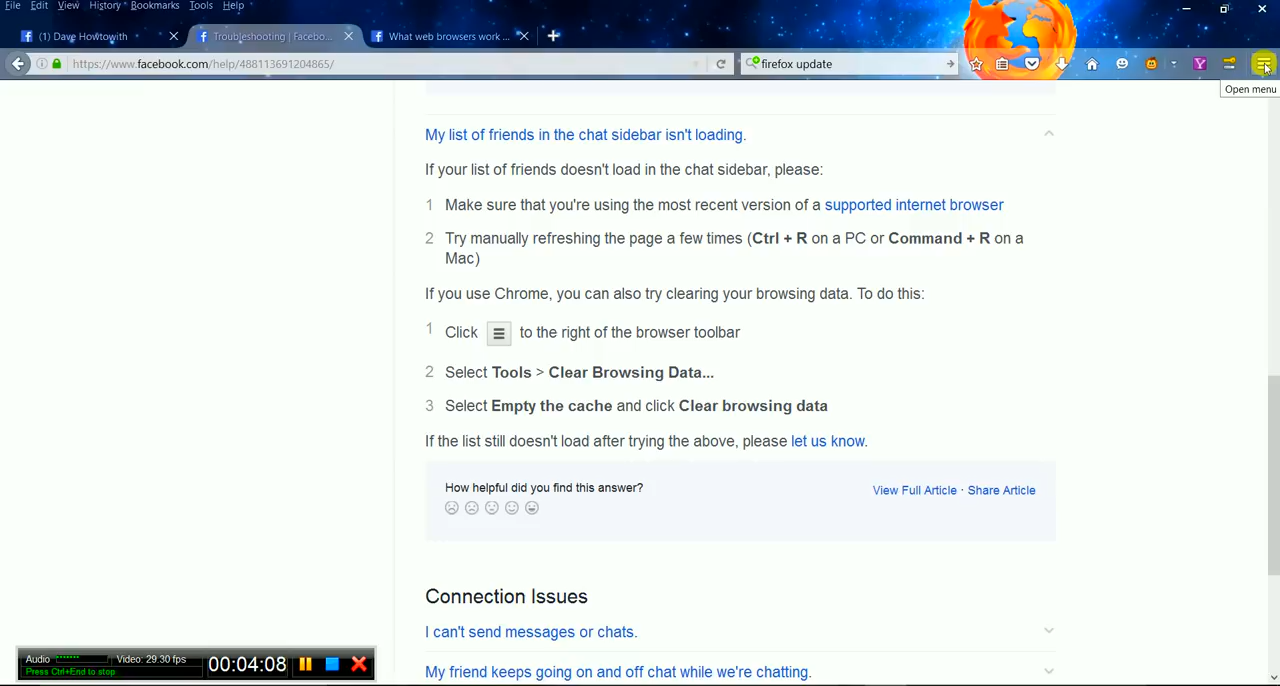 File Edit View History Bookmarks Tools Help
(1) Dave Howtowith
Troubleshooting | Facebo...
What web browsers work ...
https://www.facebook.com/help/488113691204865/
firefox update
Open menu
My list of friends in the chat sidebar isn't loading.
If your list of friends doesn't load in the chat sidebar, please:
1 Make sure that you're using the most recent version of a supported internet browser
2 Try manually refreshing the page a few times (Ctrl + R on a PC or Command + R on a
Mac)
If you use Chrome, you can also try clearing your browsing data. To do this:
1 Click to the right of the browser toolbar
2 Select Tools > Clear Browsing Data...
3 Select Empty the cache and click Clear browsing data
If the list still doesn't load after trying the above, please let us know.
How helpful did you find this answer?
View Full Article · Share Article
Connection Issues
I can't send messages or chats.
My friend keeps going on and off chat while we're chatting.
Audio Video: 29.30 fps
Press Ctrl+End to stop
00:04:08